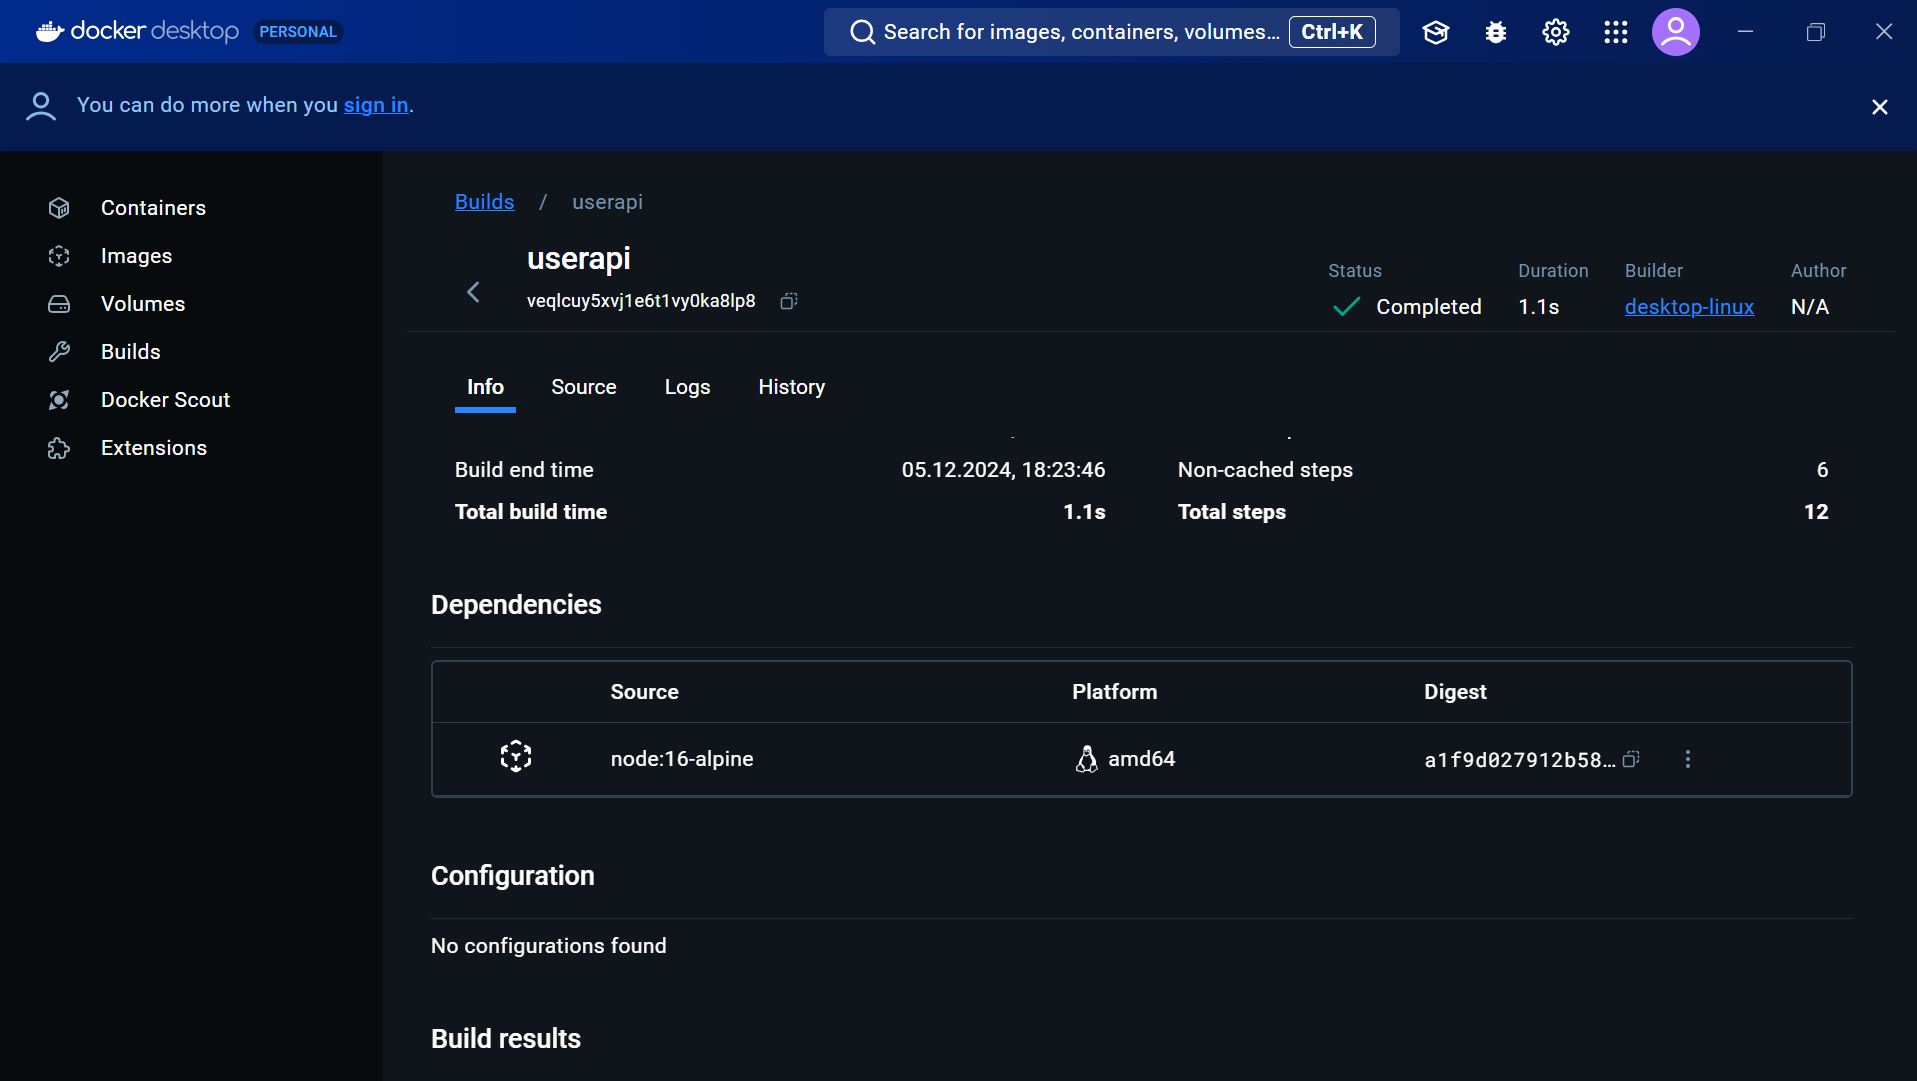 docker desktop PERSONAL
Search for images, containers, volumes... Ctrl+K
You can do more when you sign in.
Containers
Images
Volumes
Builds
Docker Scout
Extensions
Builds / userapi
userapi
veqlcuy5xvj1e6t1vy0ka8lp8
Status Duration Builder Author
Completed 1.1s desktop-linux N/A
Info Source Logs History
Build end time 05.12.2024, 18:23:46 Non-cached steps 6
Total build time 1.1s Total steps 12
Dependencies
Source Platform Digest
node:16-alpine amd64 a1f9d027912b58...
Configuration
No configurations found
Build results